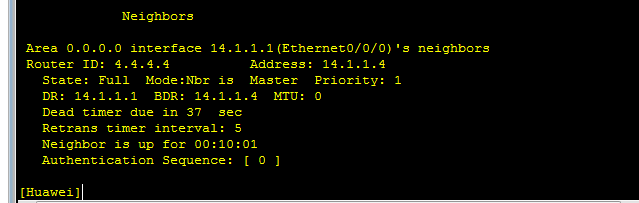 Neighbors
Area 0.0.0.0 interface 14.1.1.1(Ethernet0/0/0)'s neighbors
Router ID: 4.4.4.4 Address: 14.1.1.4
State: Full Mode:Nbr is Master Priority: 1
DR: 14.1.1.1 BDR: 14.1.1.4 MTU: 0
Dead timer due in 37 sec
Retrans timer interval: 5
Neighbor is up for 00:10:01
Authentication Sequence: [ 0 ]
[Huawei]